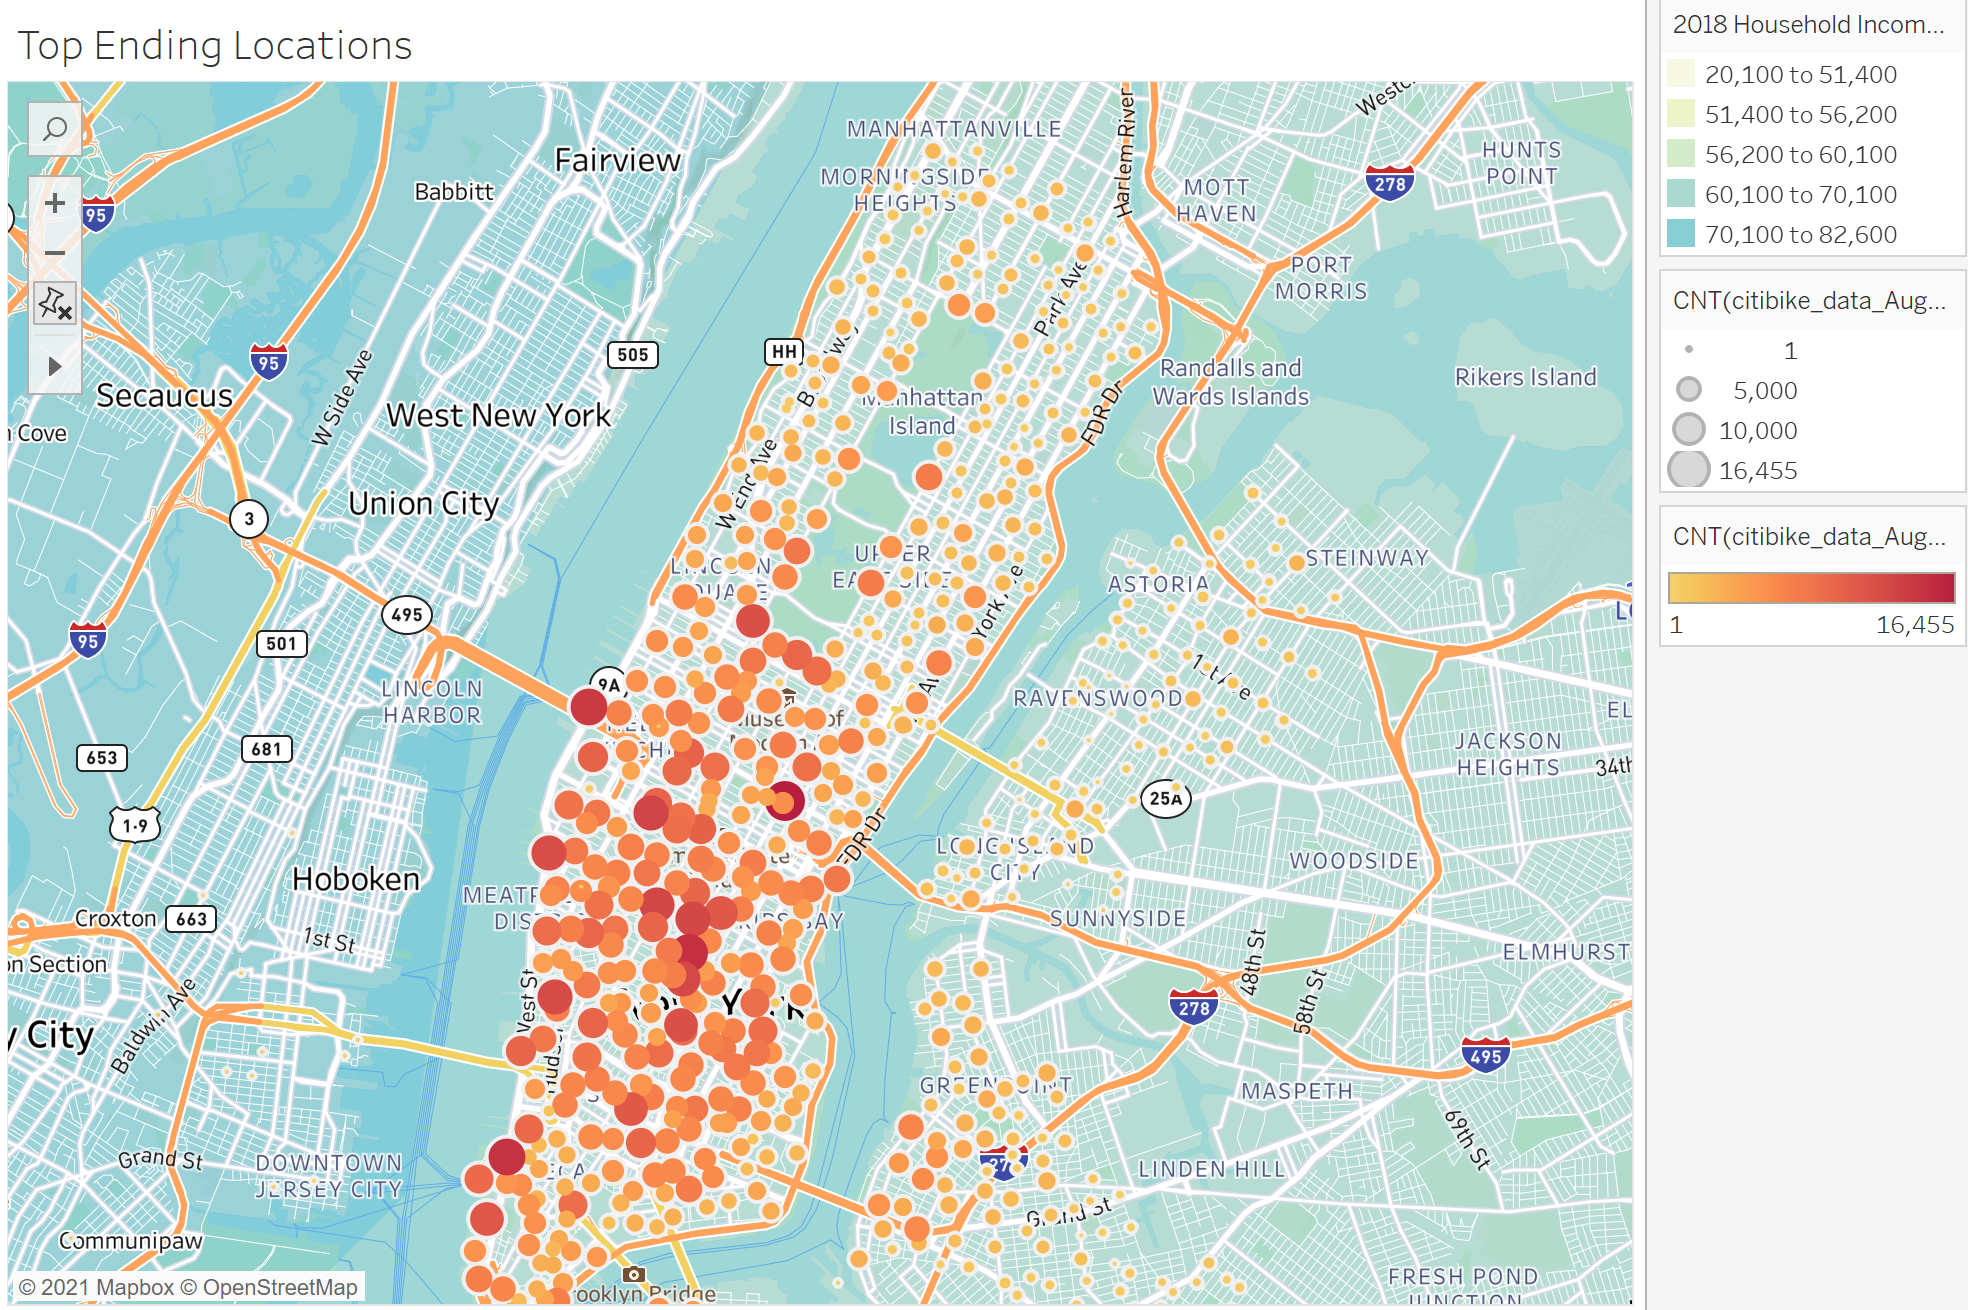 Top Ending Locations
2018 Household Incom...
20,100 to 51,400
51,400 to 56,200
56,200 to 60,100
60,100 to 70,100
70,100 to 82,600
CNT(citibike_data_Aug...
1
5,000
10,000
16,455
CNT(citibike_data_Aug...
1
16,455
MANHATTANVILLE
Fairview
Babbitt
MORNINGSIDE
HEIGHTS
Harlem River
HUNTS
POINT
278
MOTT
HAVEN
95
PORT
MORRIS
Park Ave
HH
505
95
Secaucus
W Side Ave
West New York
Randalls and
Wards Islands
Rikers Island
Manhattan
Island
FDR Dr
Cove
W End Ave
Union City
3
UPPER
EAST SIDE
LINCOLN
SQUARE
STEINWAY
ASTORIA
495
95
501
York Ave
LINCOLN
HARBOR
9A
1st Ave
RAVENSWOOD
681
653
JACKSON
HEIGHTS
34th
25A
1·9
FDR Dr
LONG ISLAND
CITY
WOODSIDE
Hoboken
Croxton
663
1st St
SUNNYSIDE
48th St
58th St
ELMHURST
on Section
Baldwin Ave
City
West St
278
495
GREENPOINT
MASPETH
69th St
Grand St
DOWNTOWN
JERSEY CITY
LINDEN HILL
Grand St
Communipaw
FRESH POND
JUNCTION
Brooklyn Bridge
© 2021 Mapbox © OpenStreetMap